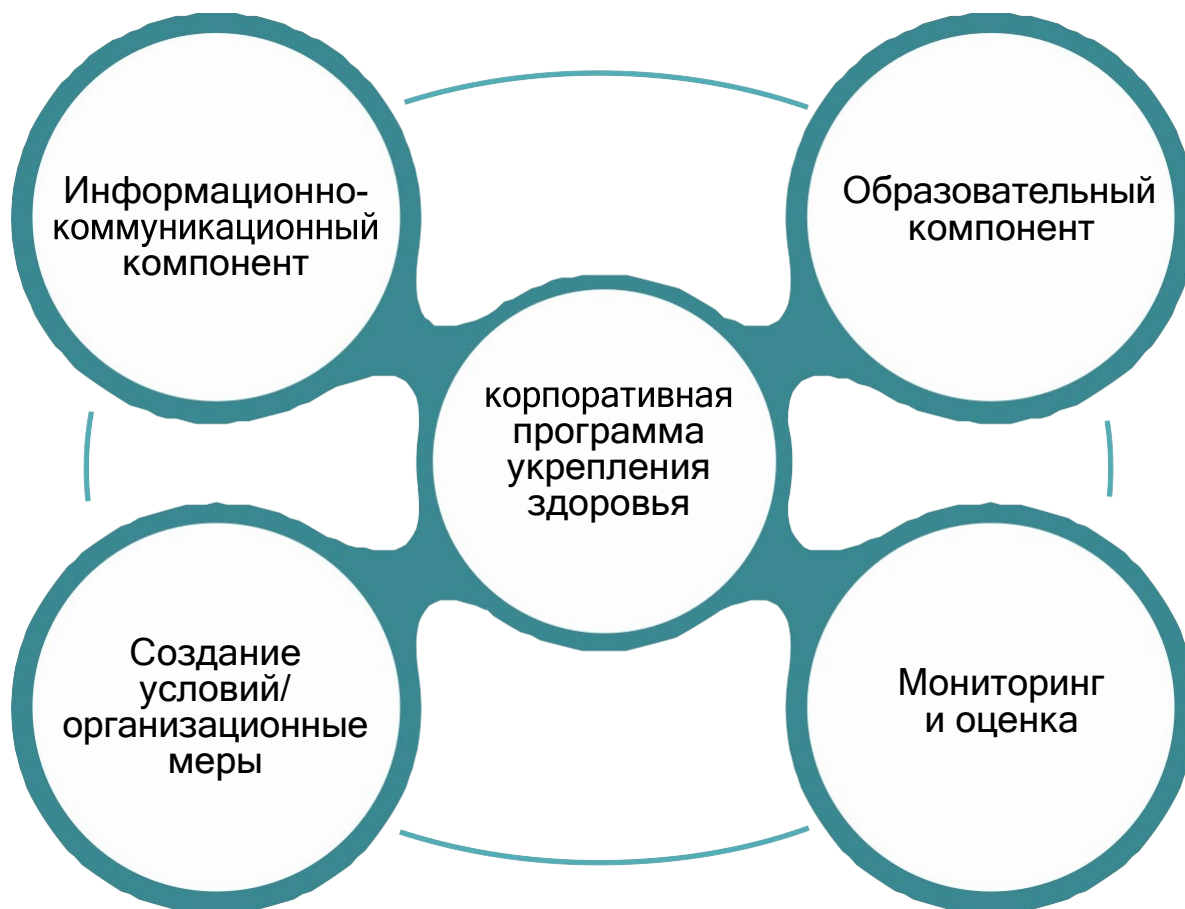 Информационно-
коммуникационный
компонент
Образовательный
компонент
корпоративная
программа
укрепления
здоровья
Создание
условий/
организационные
меры
Мониторинг
и оценка